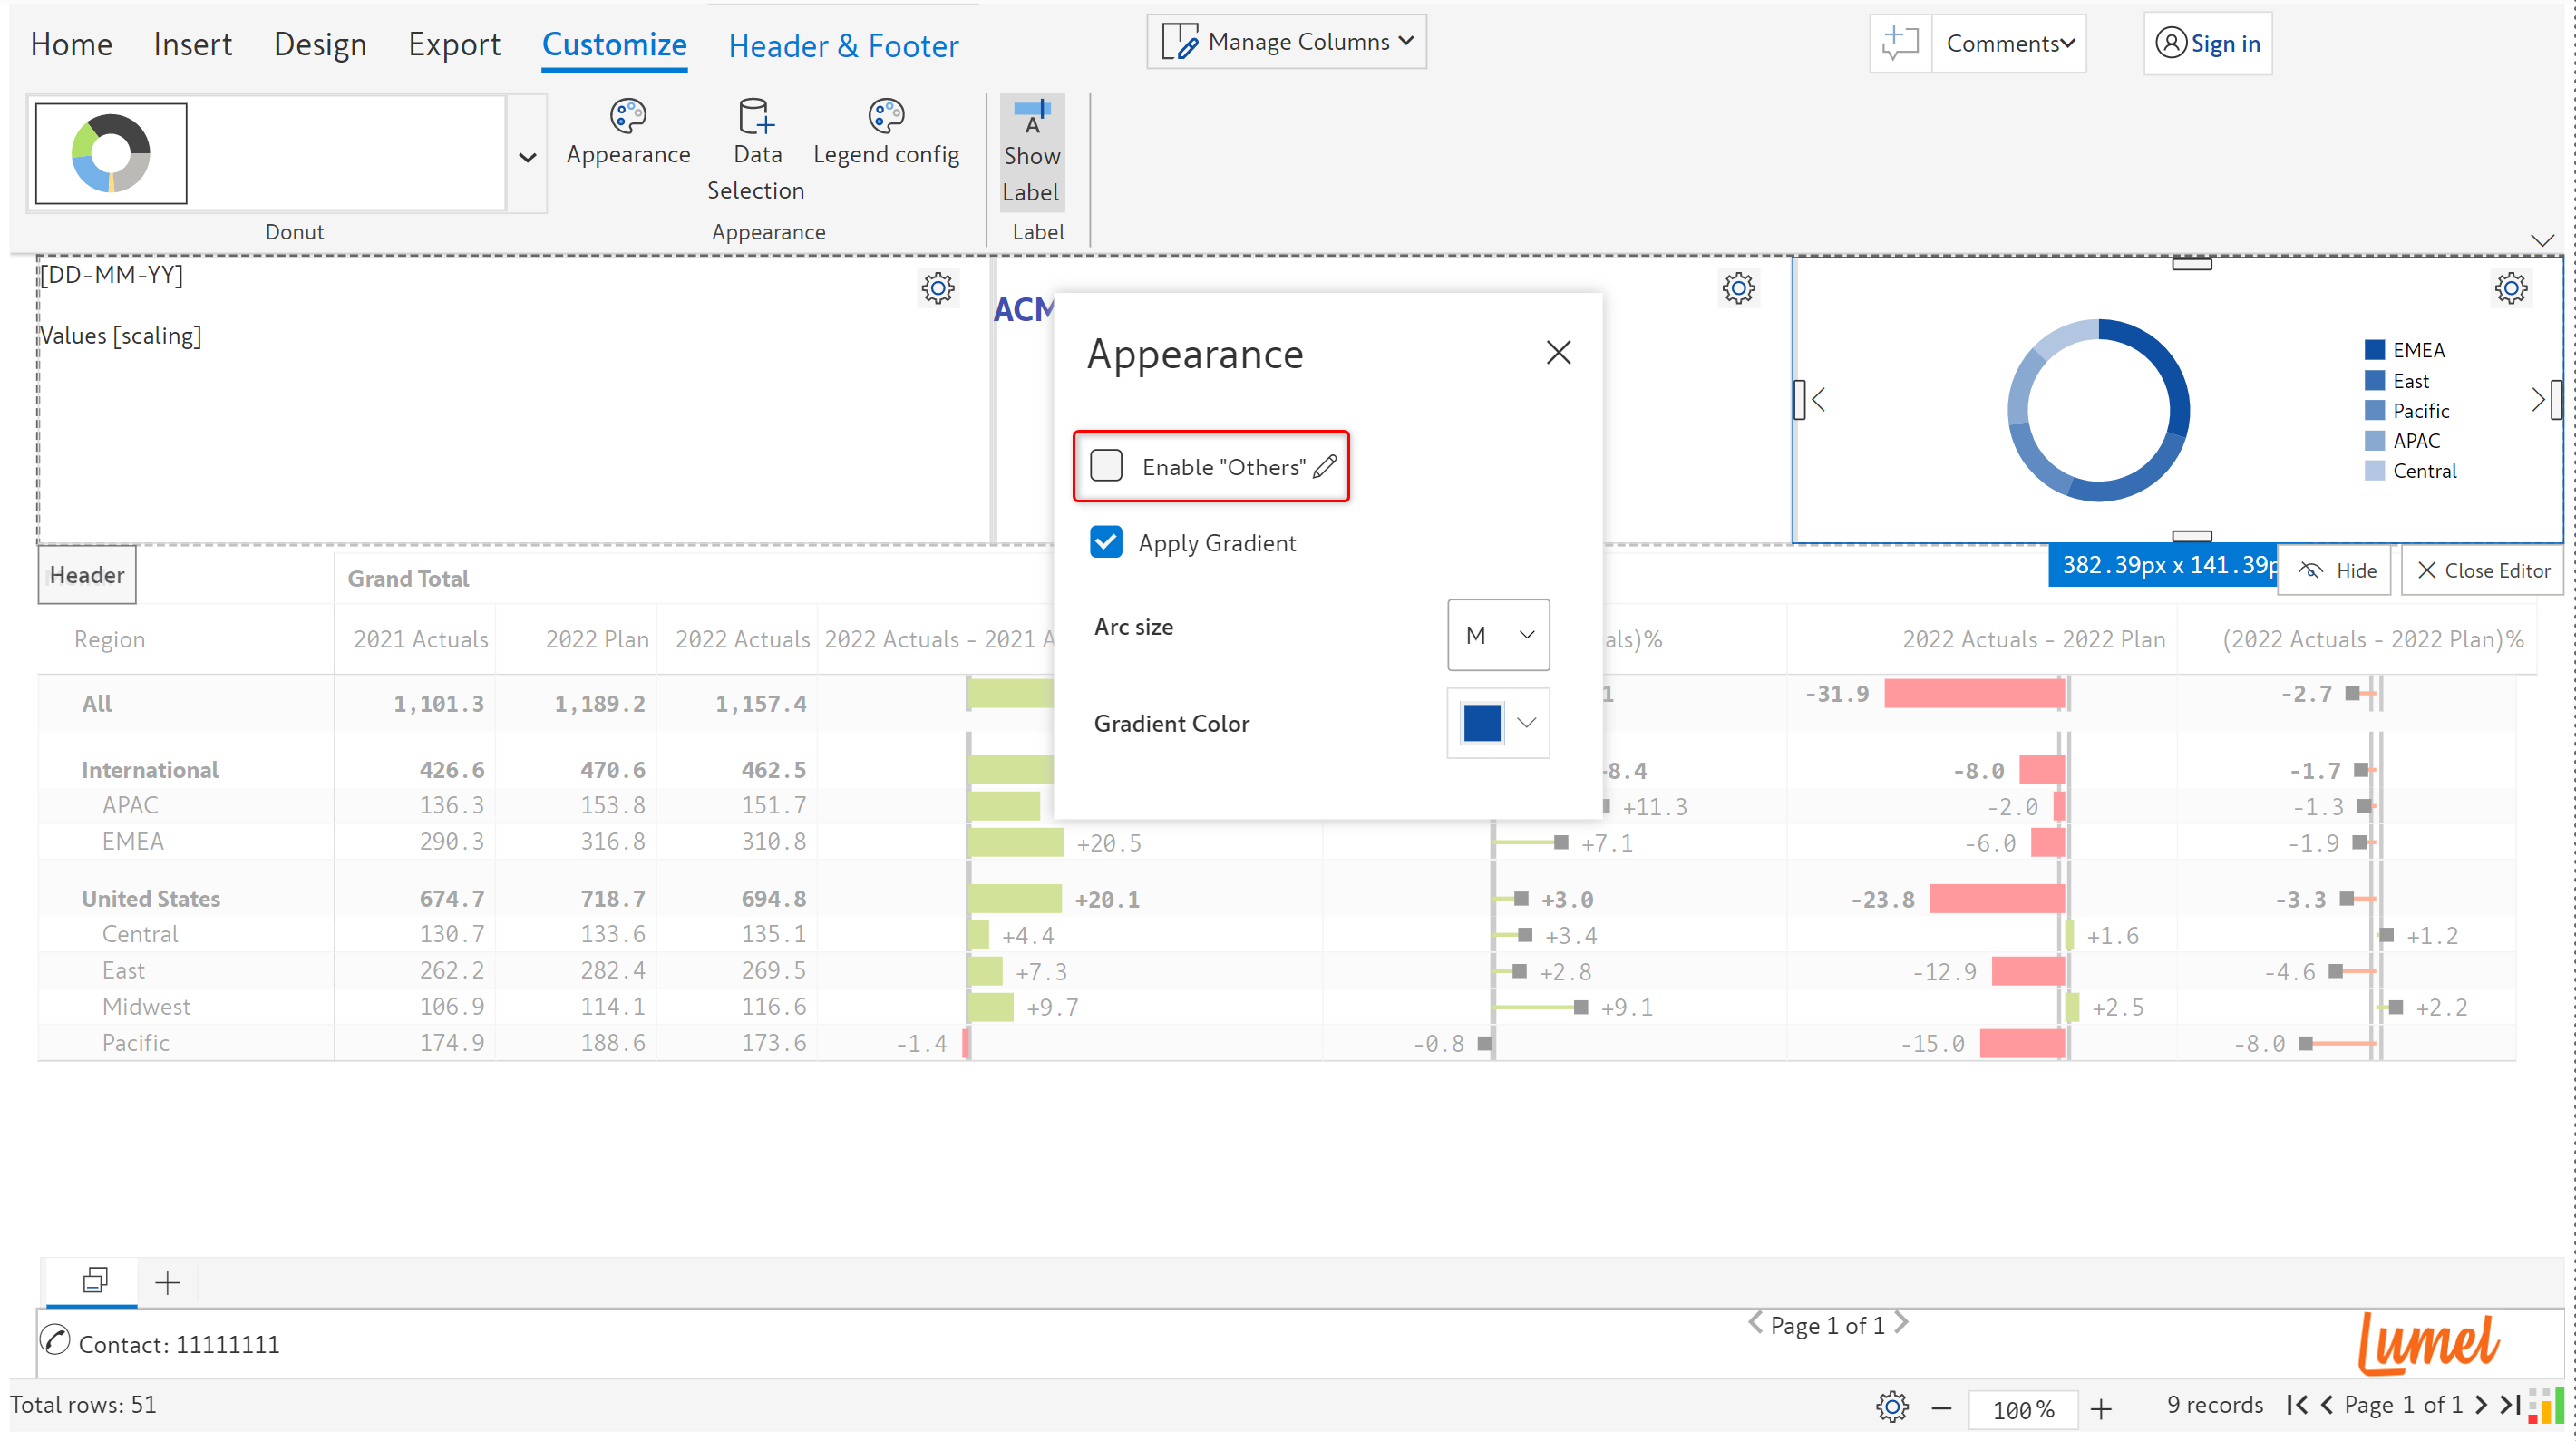 Home Insert Design Export Customize Header & Footer Manage Columns Comments Sign in
Appearance Data Selection Legend config Show Label
Donut Appearance Label
[DD-MM-YY]
Values [scaling]
ACM
Appearance
Enable "Others"
Apply Gradient
Arc size M
Gradient Color
EMEA
East
Pacific
APAC
Central
382.39px x 141.39p Hide Close Editor
Header Grand Total
Region 2021 Actuals 2022 Plan 2022 Actuals 2022 Actuals - 2021 A als)% 2022 Actuals - 2022 Plan (2022 Actuals - 2022 Plan)%
All 1,101.3 1,189.2 1,157.4 1 -31.9 -2.7
International 426.6 470.6 462.5 8.4 -8.0 -1.7
APAC 136.3 153.8 151.7 +11.3 -2.0 -1.3
EMEA 290.3 316.8 310.8 +20.5 +7.1 -6.0 -1.9
United States 674.7 718.7 694.8 +20.1 +3.0 -23.8 -3.3
Central 130.7 133.6 135.1 +4.4 +3.4 +1.6 +1.2
East 262.2 282.4 269.5 +7.3 +2.8 -12.9 -4.6
Midwest 106.9 114.1 116.6 +9.7 +9.1 +2.5 +2.2
Pacific 174.9 188.6 173.6 -1.4 -0.8 -15.0 -8.0
Contact: 11111111 Page 1 of 1 Lumel
Total rows: 51 100% 9 records Page 1 of 1